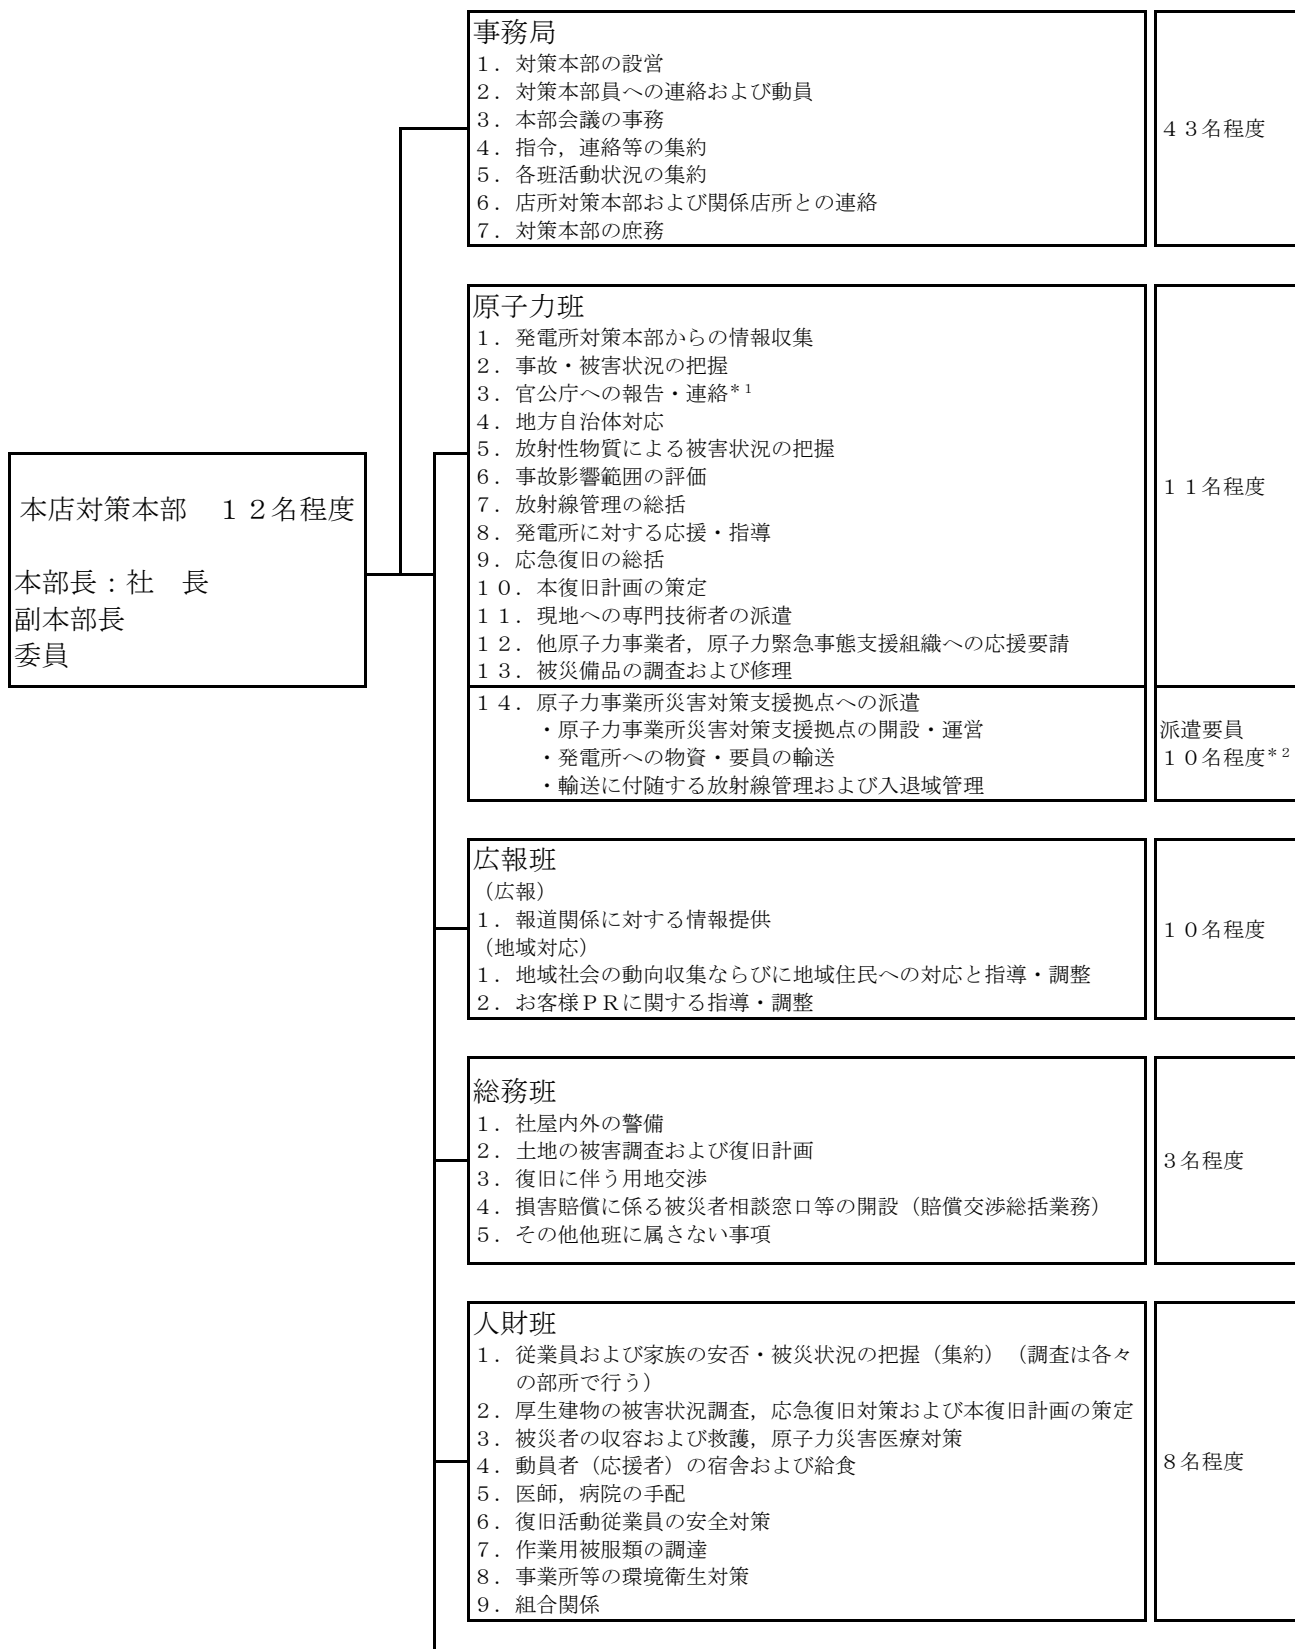 事務局
１．対策本部の設営
２．対策本部員への連絡および動員
３．本部会議の事務
４．指令，連絡等の集約
５．各班活動状況の集約
６．店所対策本部および関係店所との連絡
７．対策本部の庶務
４３名程度
原子力班
１．発電所対策本部からの情報収集
２．事故・被害状況の把握
３．官公庁への報告・連絡＊１
４．地方自治体対応
５．放射性物質による被害状況の把握
６．事故影響範囲の評価
７．放射線管理の総括
８．発電所に対する応援・指導
９．応急復旧の総括
１０．本復旧計画の策定
１１．現地への専門技術者の派遣
１２．他原子力事業者，原子力緊急事態支援組織への応援要請
１３．被災備品の調査および修理
１１名程度
１４．原子力事業所災害対策支援拠点への派遣
・原子力事業所災害対策支援拠点の開設・運営
・発電所への物資・要員の輸送
・輸送に付随する放射線管理および入退域管理
派遣要員
１０名程度＊２
本店対策本部　１２名程度
本部長：社　長
副本部長
委員
広報班
（広報）
１．報道関係に対する情報提供
（地域対応）
１．地域社会の動向収集ならびに地域住民への対応と指導・調整
２．お客様ＰＲに関する指導・調整
１０名程度
総務班
１．社屋内外の警備
２．土地の被害調査および復旧計画
３．復旧に伴う用地交渉
４．損害賠償に係る被災者相談窓口等の開設（賠償交渉総括業務）
５．その他他班に属さない事項
３名程度
人財班
１．従業員および家族の安否・被災状況の把握（集約）（調査は各々
の部所で行う）
２．厚生建物の被害状況調査，応急復旧対策および本復旧計画の策定
３．被災者の収容および救護，原子力災害医療対策
４．動員者（応援者）の宿舎および給食
５．医師，病院の手配
６．復旧活動従業員の安全対策
７．作業用被服類の調達
８．事業所等の環境衛生対策
９．組合関係
８名程度